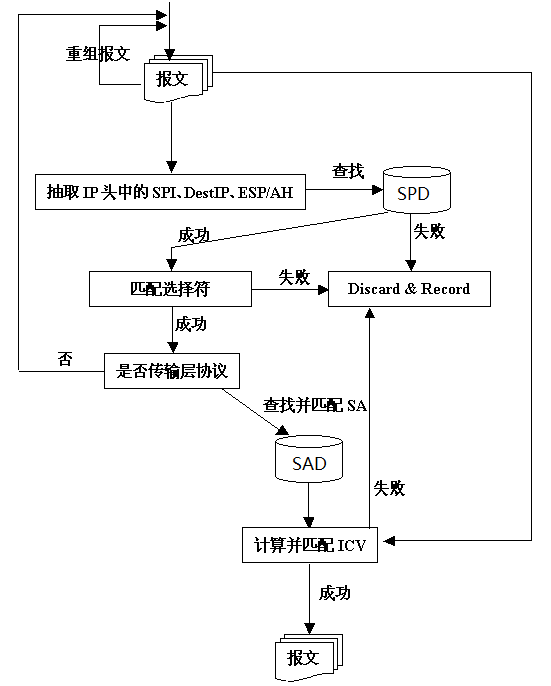 重组报文
报文
抽取 IP 头中的 SPI、DestIP、ESP/AH
查找
SPD
成功
失败
匹配选择符
失败
Discard & Record
成功
否
是否传输层协议
查找并匹配 SA
SAD
失败
计算并匹配 ICV
成功
报文